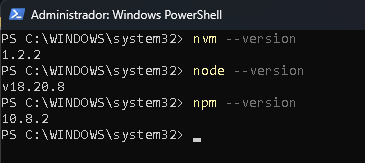 Administrador: Windows PowerShell
PS C:\WINDOWS\system32> nvm --version
1.2.2
PS C:\WINDOWS\system32> node --version
v18.20.8
PS C:\WINDOWS\system32> npm --version
10.8.2
PS C:\WINDOWS\system32>